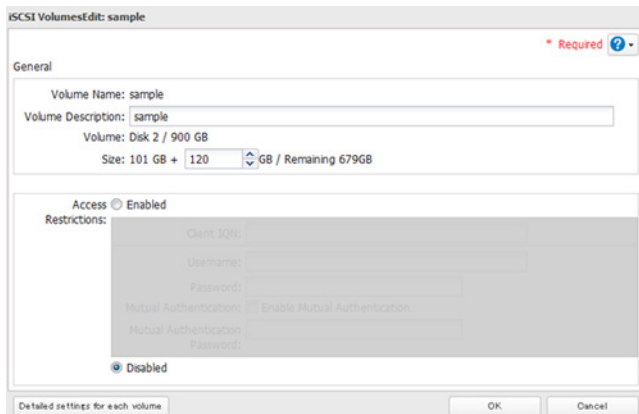 iSCSI VolumesEdit: sample
* Required
General
Volume Name: sample
Volume Description: sample
Volume: Disk 2 / 900 GB
Size: 101 GB + 120 GB / Remaining 679GB
Access Restrictions: Enabled
Client IQN:
Username:
Password:
Mutual Authentication: Enable Mutual Authentication
Mutual Authentication
Password:
Disabled
Detailed settings for each volume OK Cancel